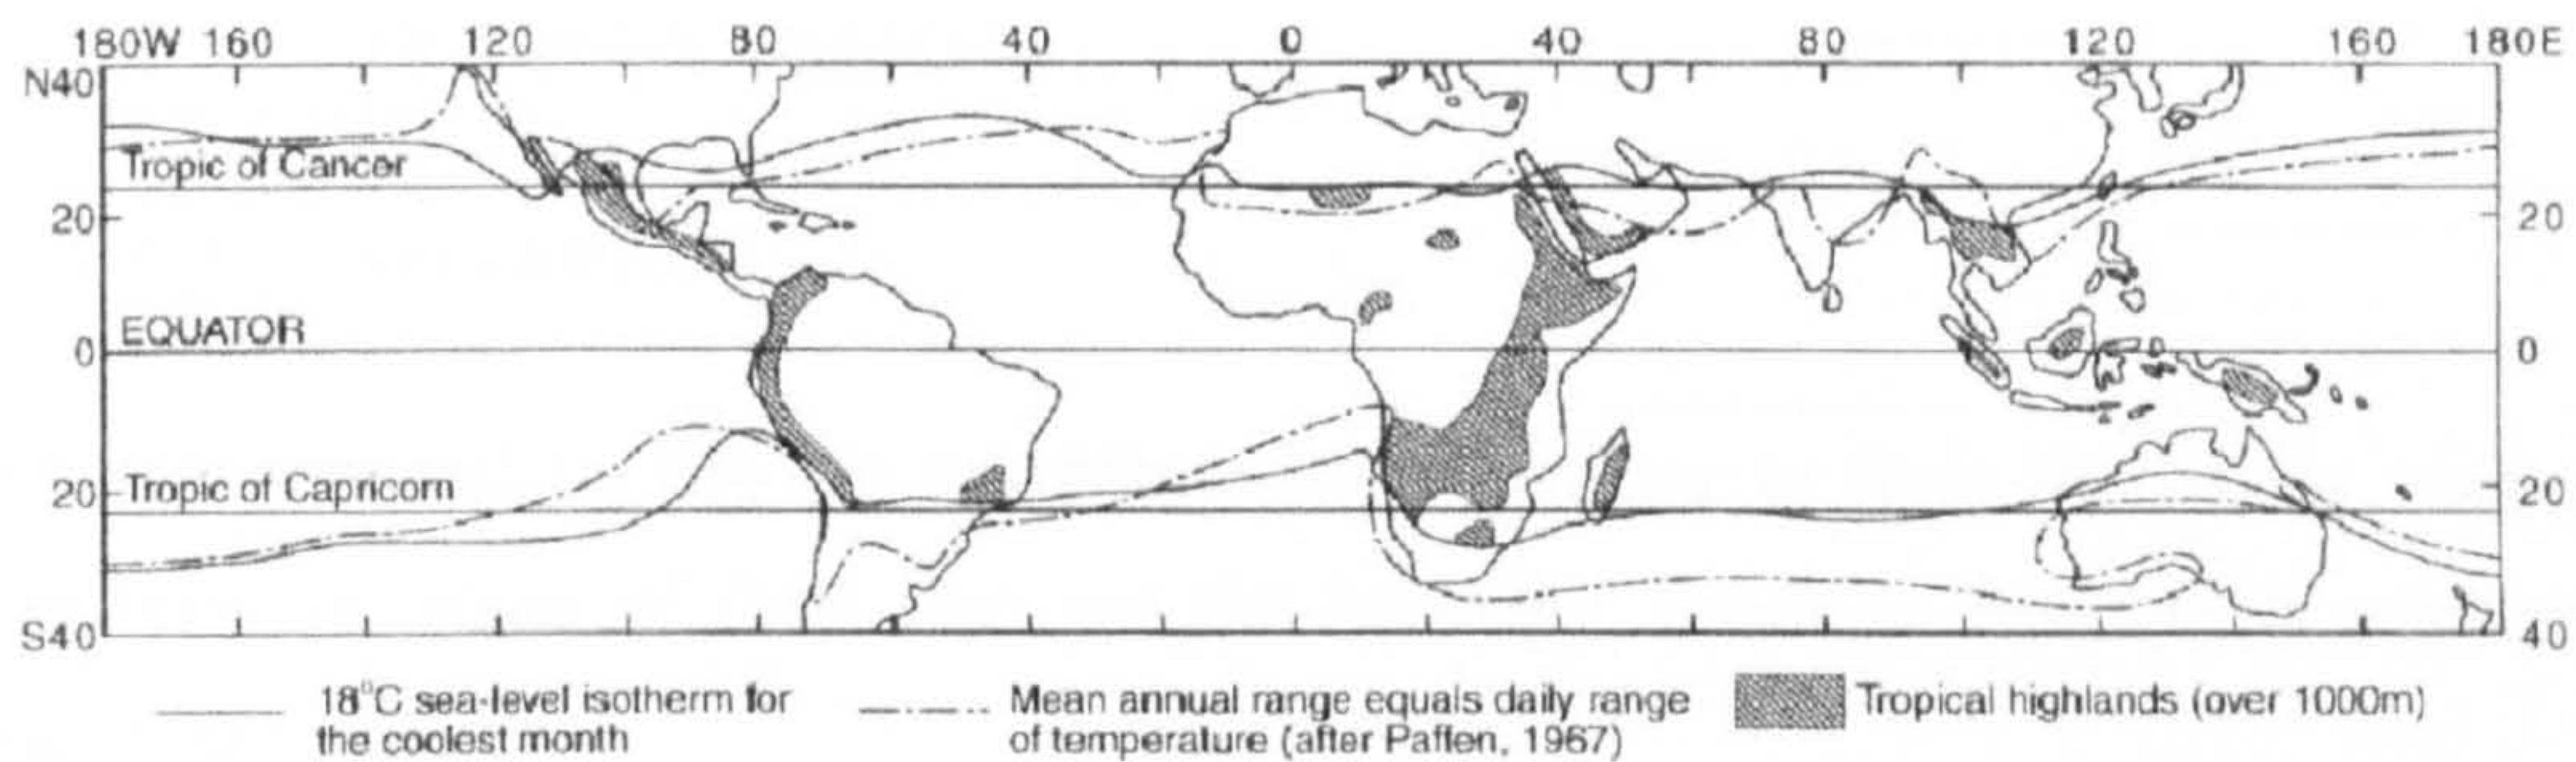 180W 160 120 80 40 0 40 80 120 160 180E
N40
Tropic of Cancer
20 20
EQUATOR
0 0
20 Tropic of Capricorn 20
S40 40
18°C sea-level isotherm for
the coolest month
Mean annual range equals daily range
of temperature (after Paffen, 1967)
Tropical highlands (over 1000m)